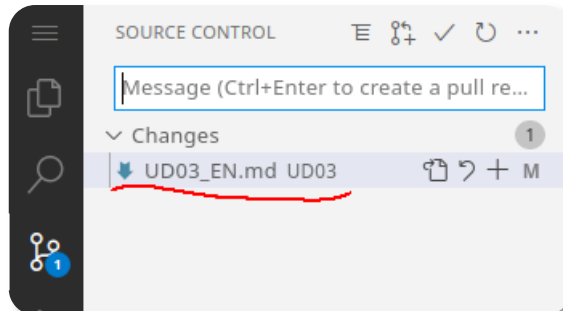 SOURCE CONTROL
Message (Ctrl+Enter to create a pull re...
Changes 1
UD03_EN.md UD03 M
1